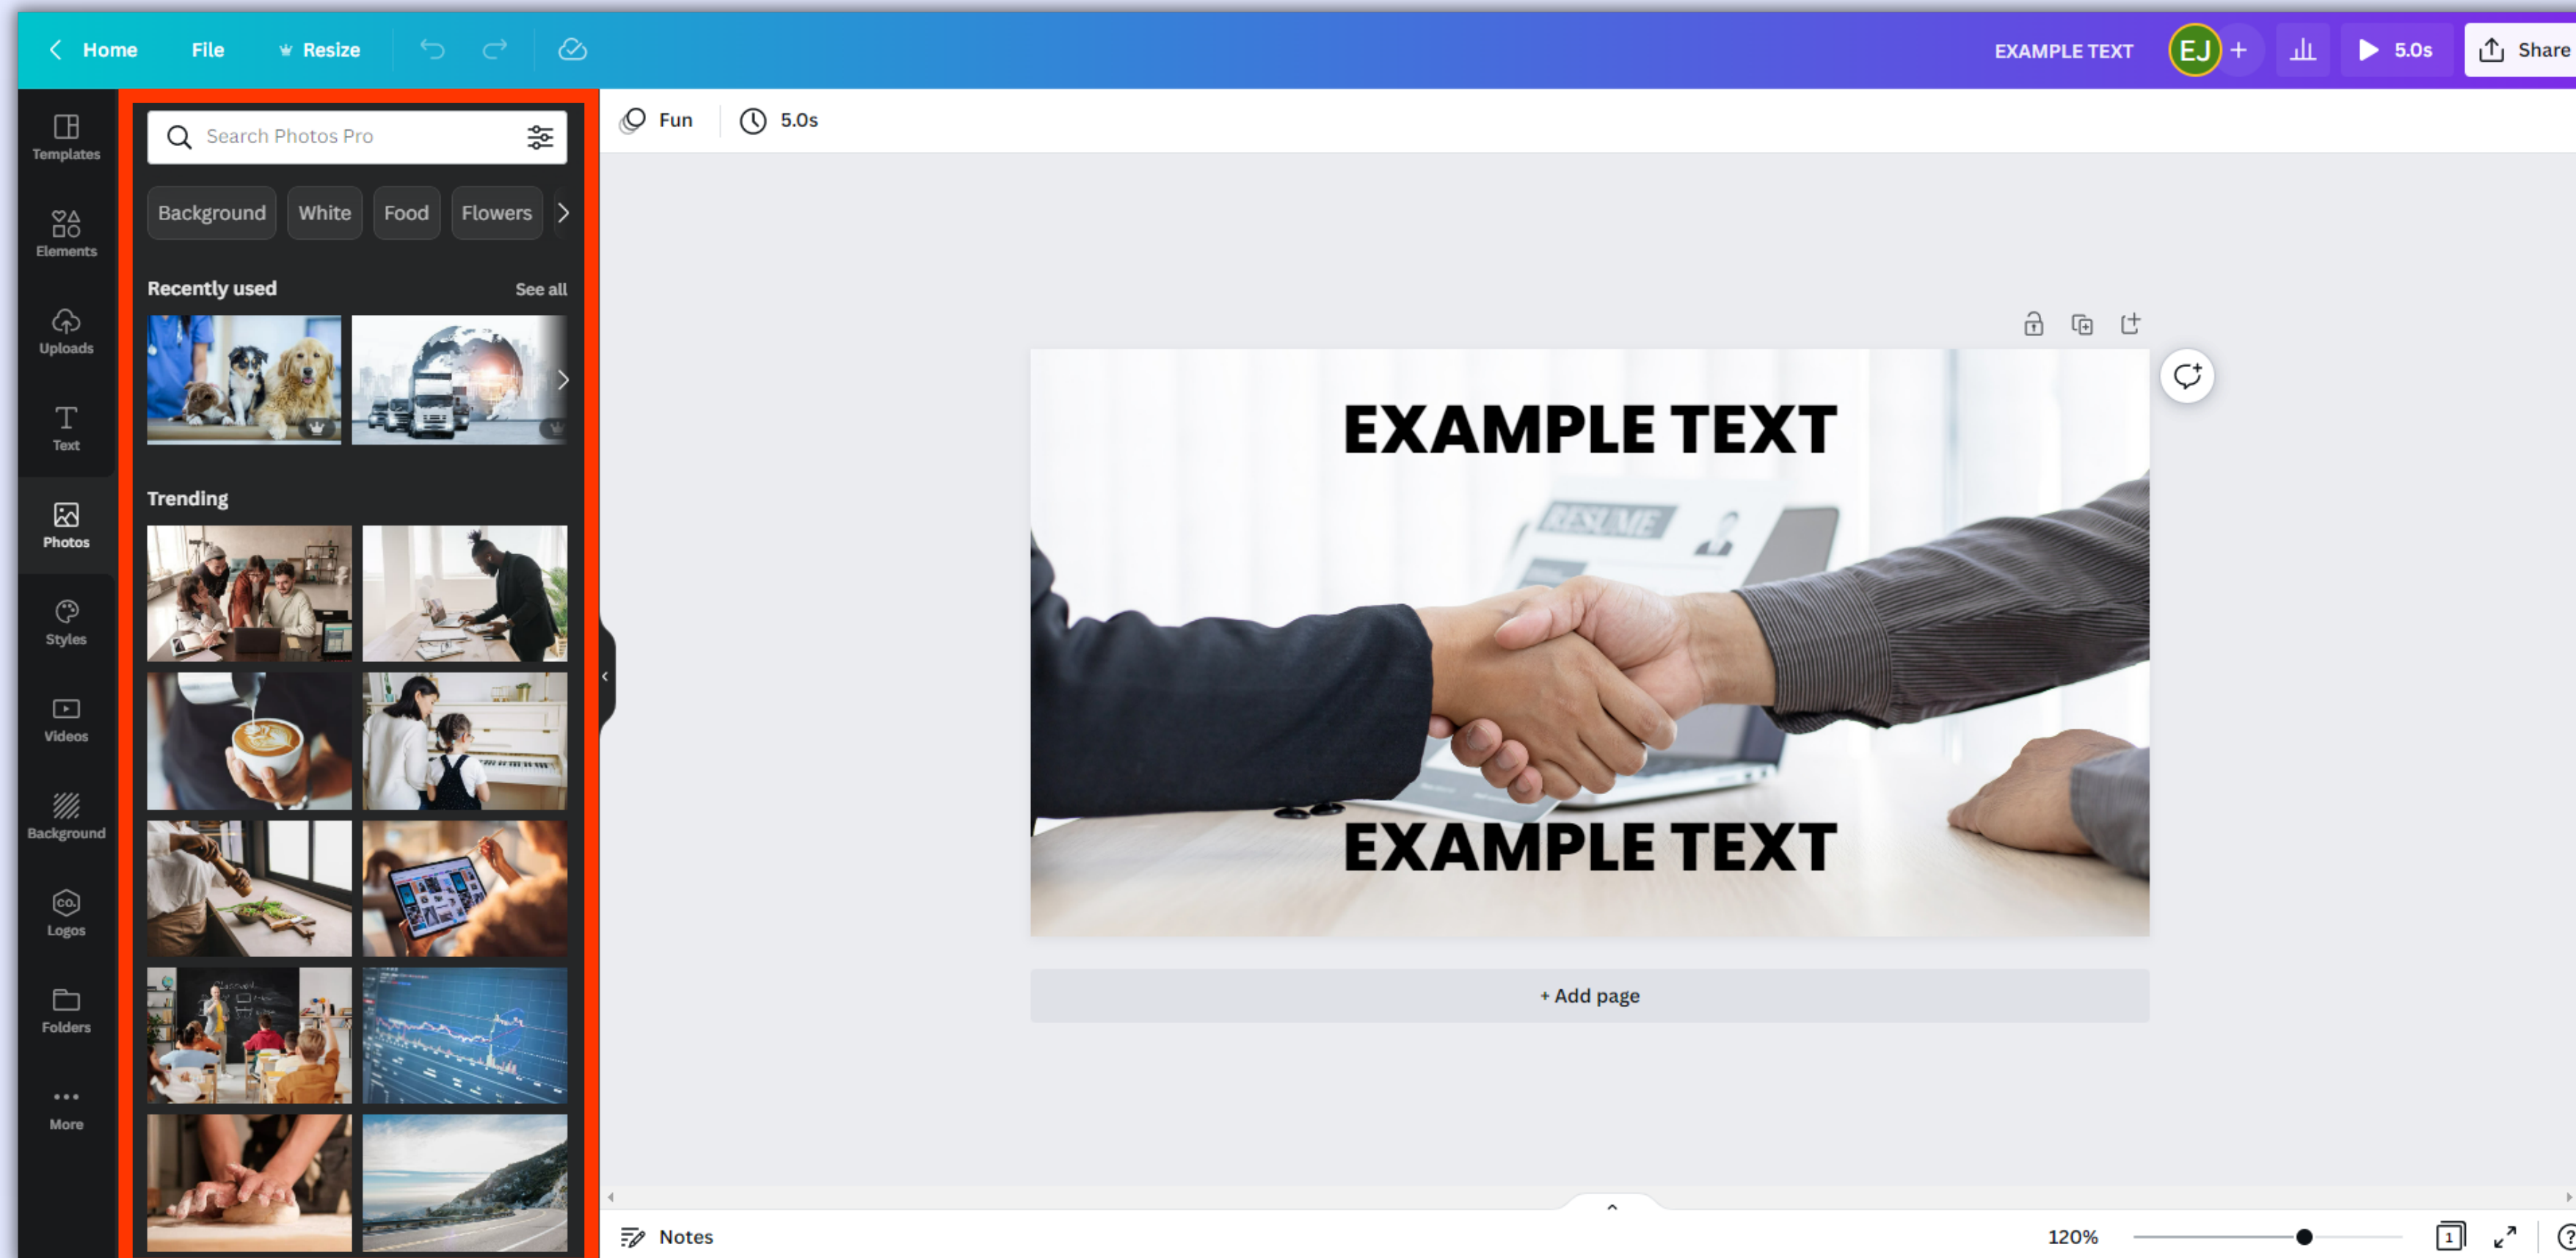 Home File Resize EXAMPLE TEXT EJ + 5.0s Share
Templates
Elements
Uploads
Text
Photos
Styles
Videos
Background
CO.
Logos
Folders
More
Search Photos Pro
Background White Food Flowers
Recently used See all
Trending
Fun 5.0s
EXAMPLE TEXT
RESUME
EXAMPLE TEXT
+ Add page
Notes 120% 1 ?